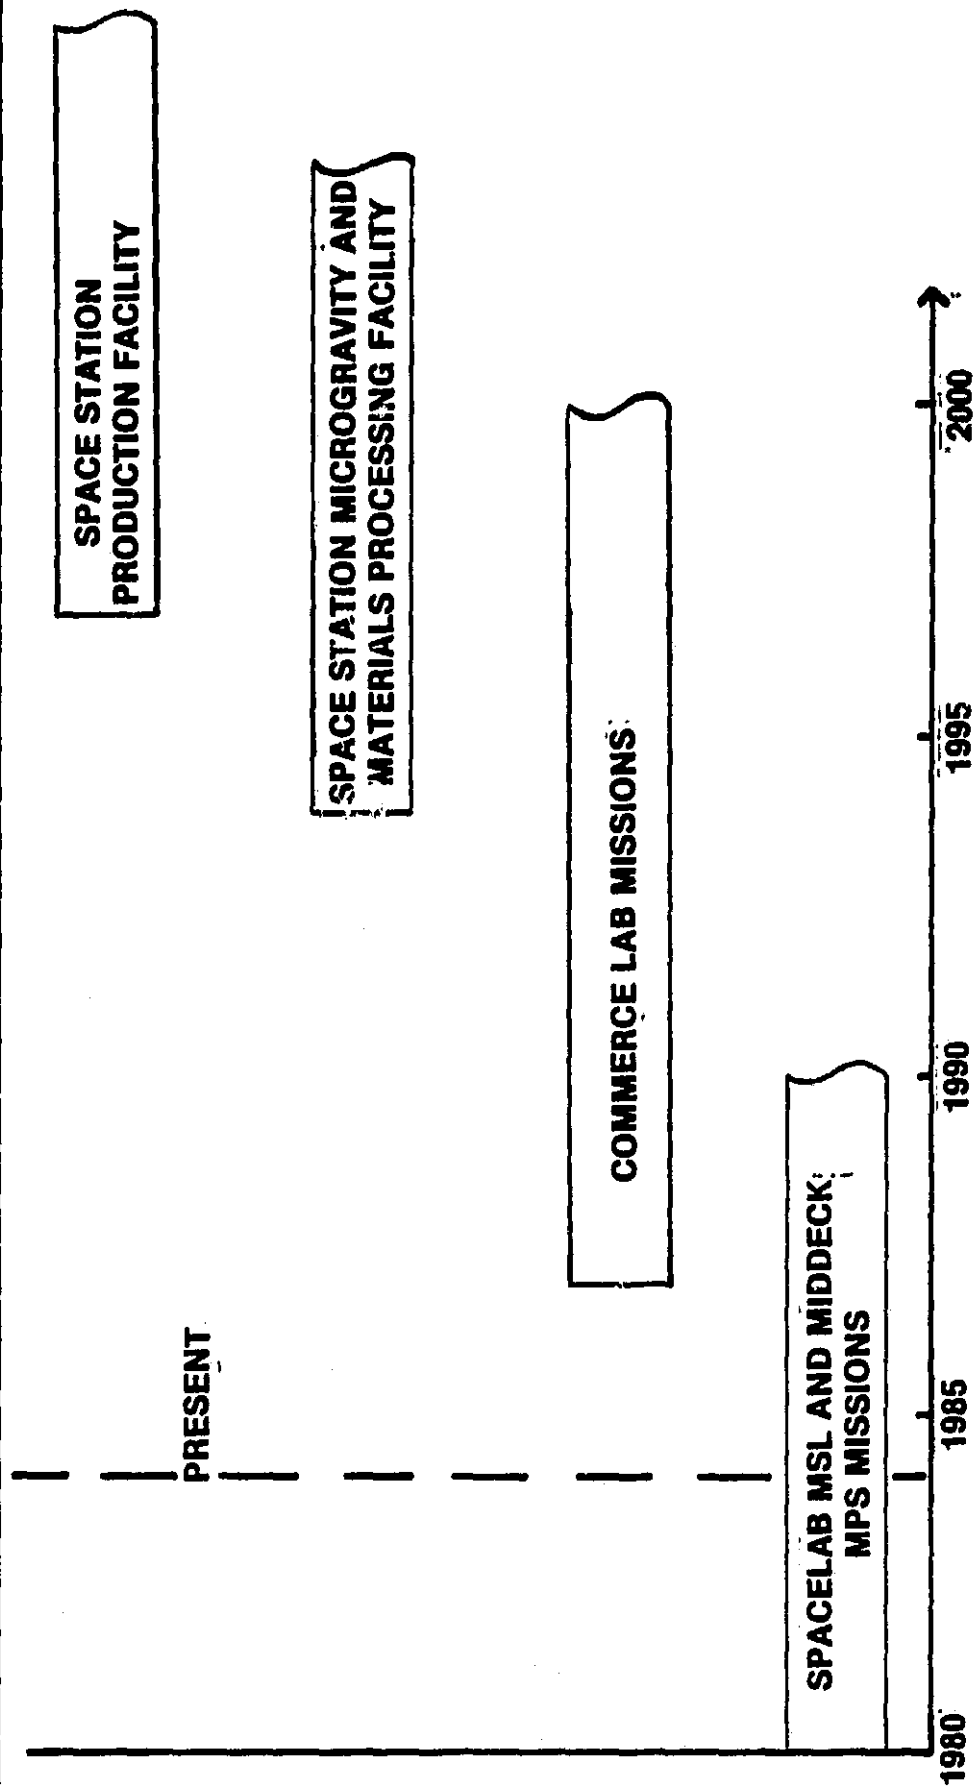 SPACE STATION
PRODUCTION FACILITY
SPACE STATION MICROGRAVITY AND
MATERIALS PROCESSING FACILITY
PRESENT
COMMERCE LAB MISSIONS
SPACELAB MSL AND MIDDECK
MPS MISSIONS
1980
1985
1990
1995
2000